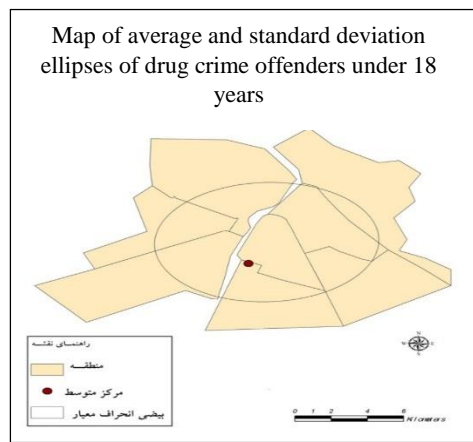 Map of average and standard deviation
ellipses of drug crime offenders under 18
years
N
W E
S
راهنمای نقشه
منطقه
مرکز متوسط
بیضی انحراف معیار
0 1 2 4 6
Kilometers